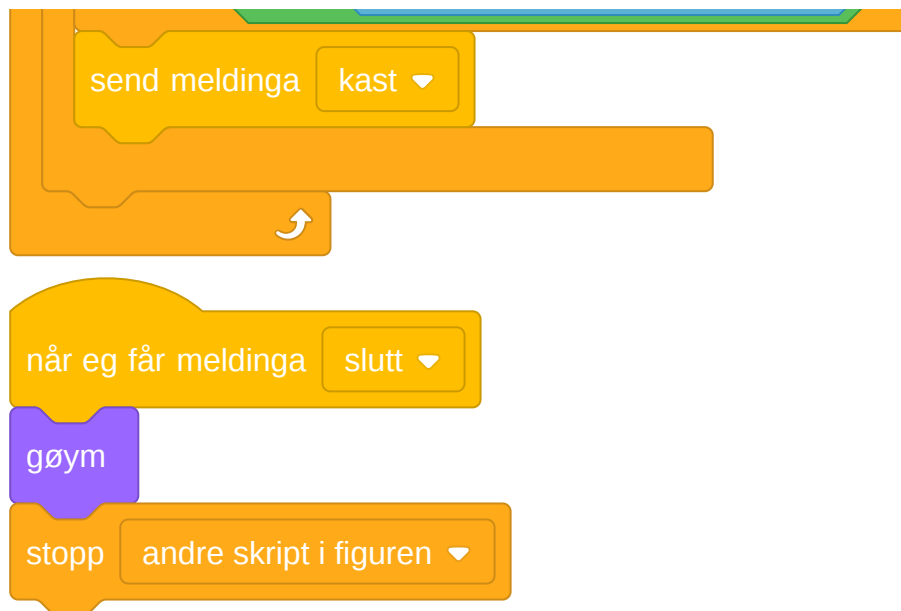 send meldinga kast
når eg får meldinga slutt
gøym
stopp andre skript i figuren